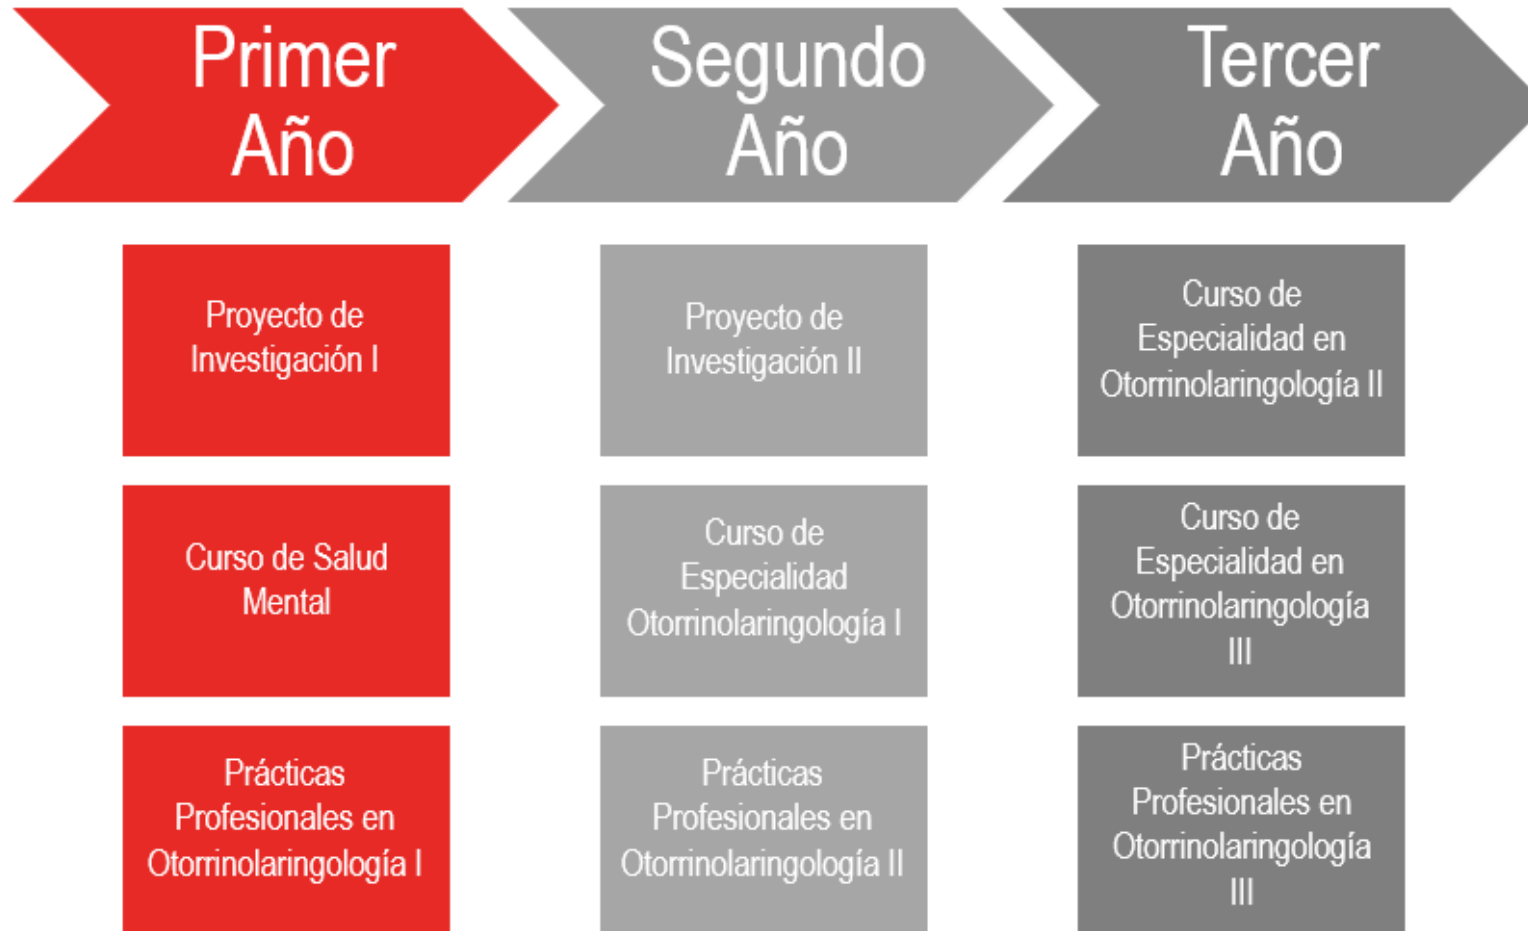 Primer
Año
Segundo
Año
Tercer
Año
Proyecto de
Investigación I
Proyecto de
Investigación II
Curso de
Especialidad en
Otorrinolaringología II
Curso de Salud
Mental
Curso de
Especialidad
Otorrinolaringología I
Curso de
Especialidad en
Otorrinolaringología
III
Prácticas
Profesionales en
Otorrinolaringología I
Prácticas
Profesionales en
Otorrinolaringología II
Prácticas
Profesionales en
Otorrinolaringología
III